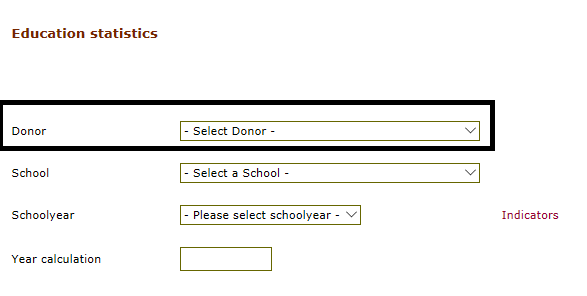 Education statistics
Donor - Select Donor -
School - Select a School -
Schoolyear - Please select schoolyear - Indicators
Year calculation